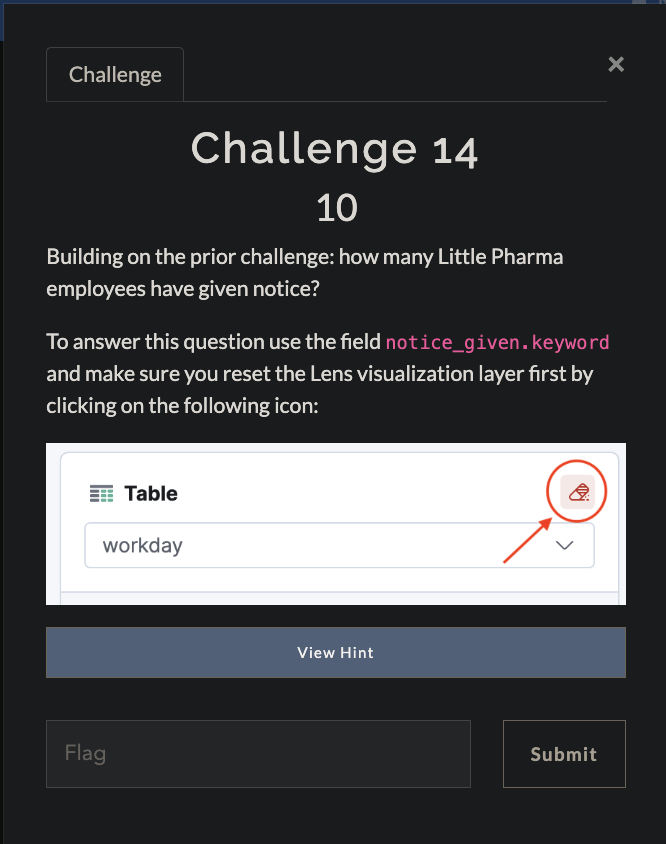 Challenge
×
Challenge 14
10
Building on the prior challenge: how many Little Pharma
employees have given notice?
To answer this question use the field notice_given.keyword
and make sure you reset the Lens visualization layer first by
clicking on the following icon:
Table
workday
View Hint
Flag
Submit